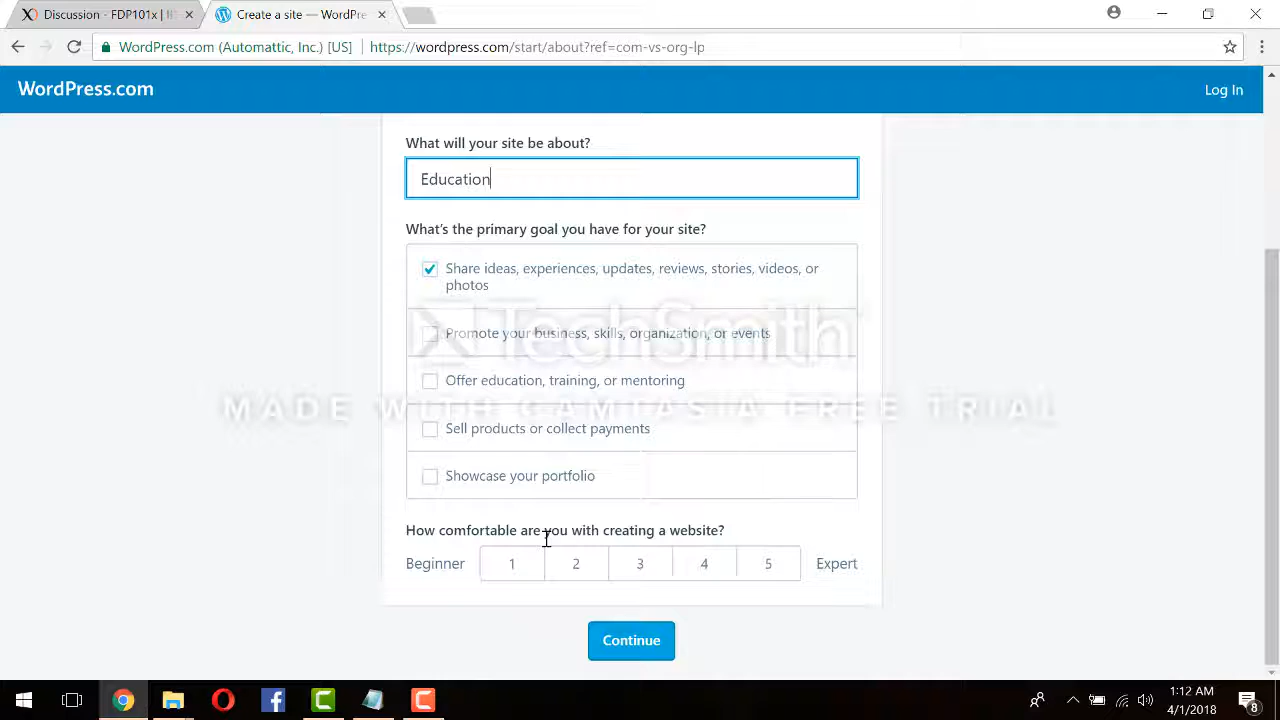 Discussion - FDP101x | II
Create a site — WordPre
WordPress.com (Automattic, Inc.) [US]
https://wordpress.com/start/about?ref=com-vs-org-lp
WordPress.com
Log In
What will your site be about?
Education
What's the primary goal you have for your site?
Share ideas, experiences, updates, reviews, stories, videos, or
photos
Promote your business, skills, organization, or events
Offer education, training, or mentoring
Sell products or collect payments
Showcase your portfolio
TechSmith
MADE WITH CAMTASIA FREE TRIAL
How comfortable are you with creating a website?
Beginner 1 2 3 4 5 Expert
Continue
1:12 AM
4/1/2018
8